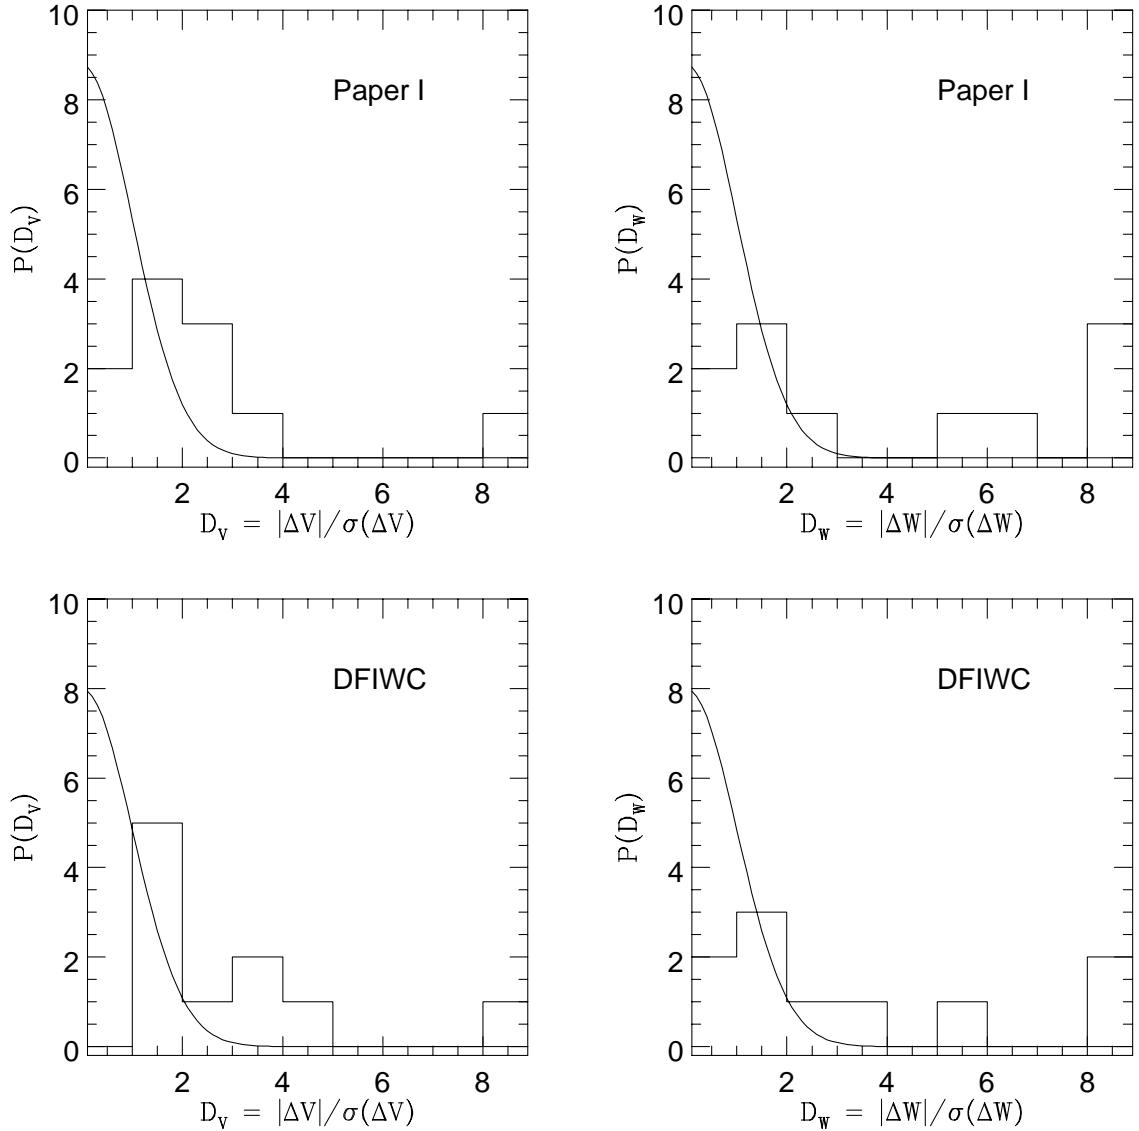 10
8
6
4
2
0
P(D_V)
Paper I
2 4 6 8
D_V = |ΔV|/σ(ΔV)
10
8
6
4
2
0
P(D_W)
Paper I
2 4 6 8
D_W = |ΔW|/σ(ΔW)
10
8
6
4
2
0
P(D_V)
DFIWC
2 4 6 8
D_V = |ΔV|/σ(ΔV)
10
8
6
4
2
0
P(D_W)
DFIWC
2 4 6 8
D_W = |ΔW|/σ(ΔW)